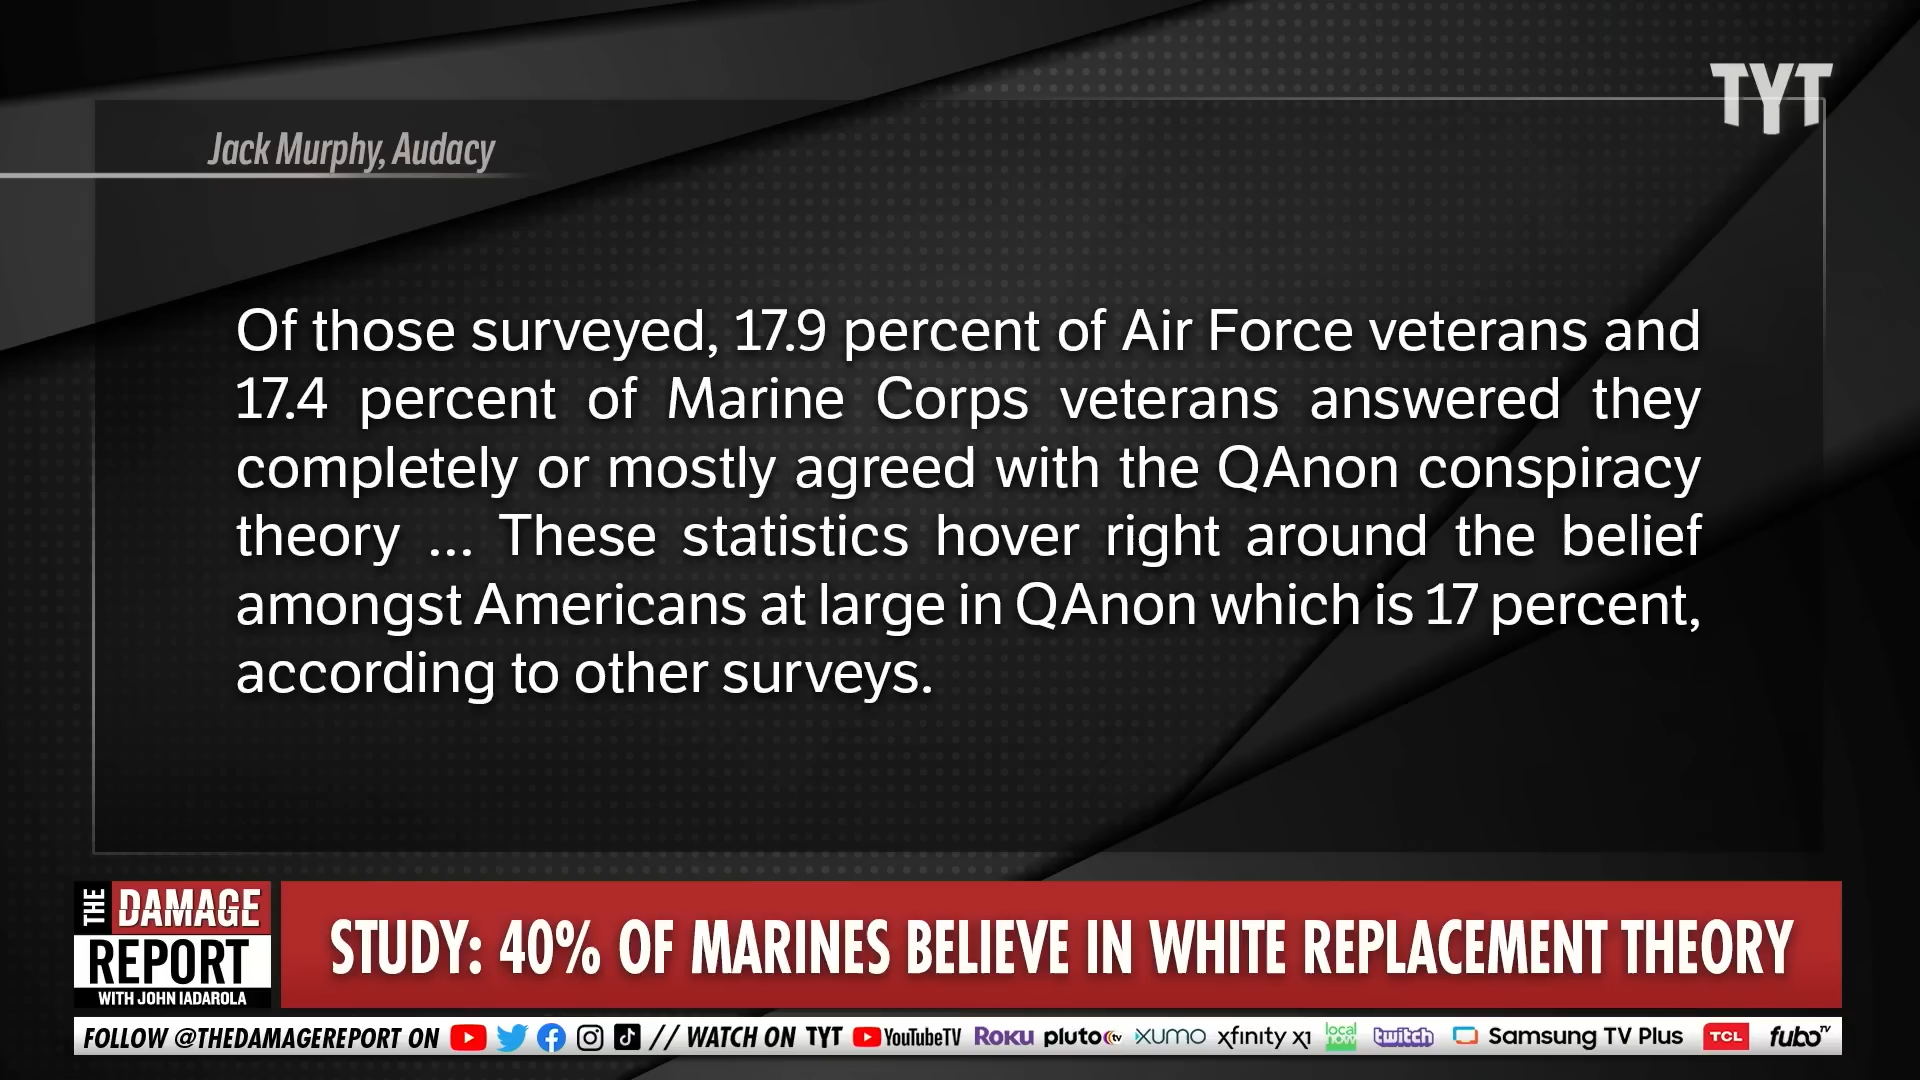 TYT
Jack Murphy, Audacy
Of those surveyed, 17.9 percent of Air Force veterans and
17.4 percent of Marine Corps veterans answered they
completely or mostly agreed with the QAnon conspiracy
theory ... These statistics hover right around the belief
amongst Americans at large in QAnon which is 17 percent,
according to other surveys.
THE DAMAGE
REPORT
WITH JOHN IADAROLA
STUDY: 40% OF MARINES BELIEVE IN WHITE REPLACEMENT THEORY
FOLLOW @THEDAMAGEREPORT ON // WATCH ON TYT YouTubeTV ROKU pluto tv XUMO xfinity x1 local now twitch Samsung TV Plus TCL fubo TV